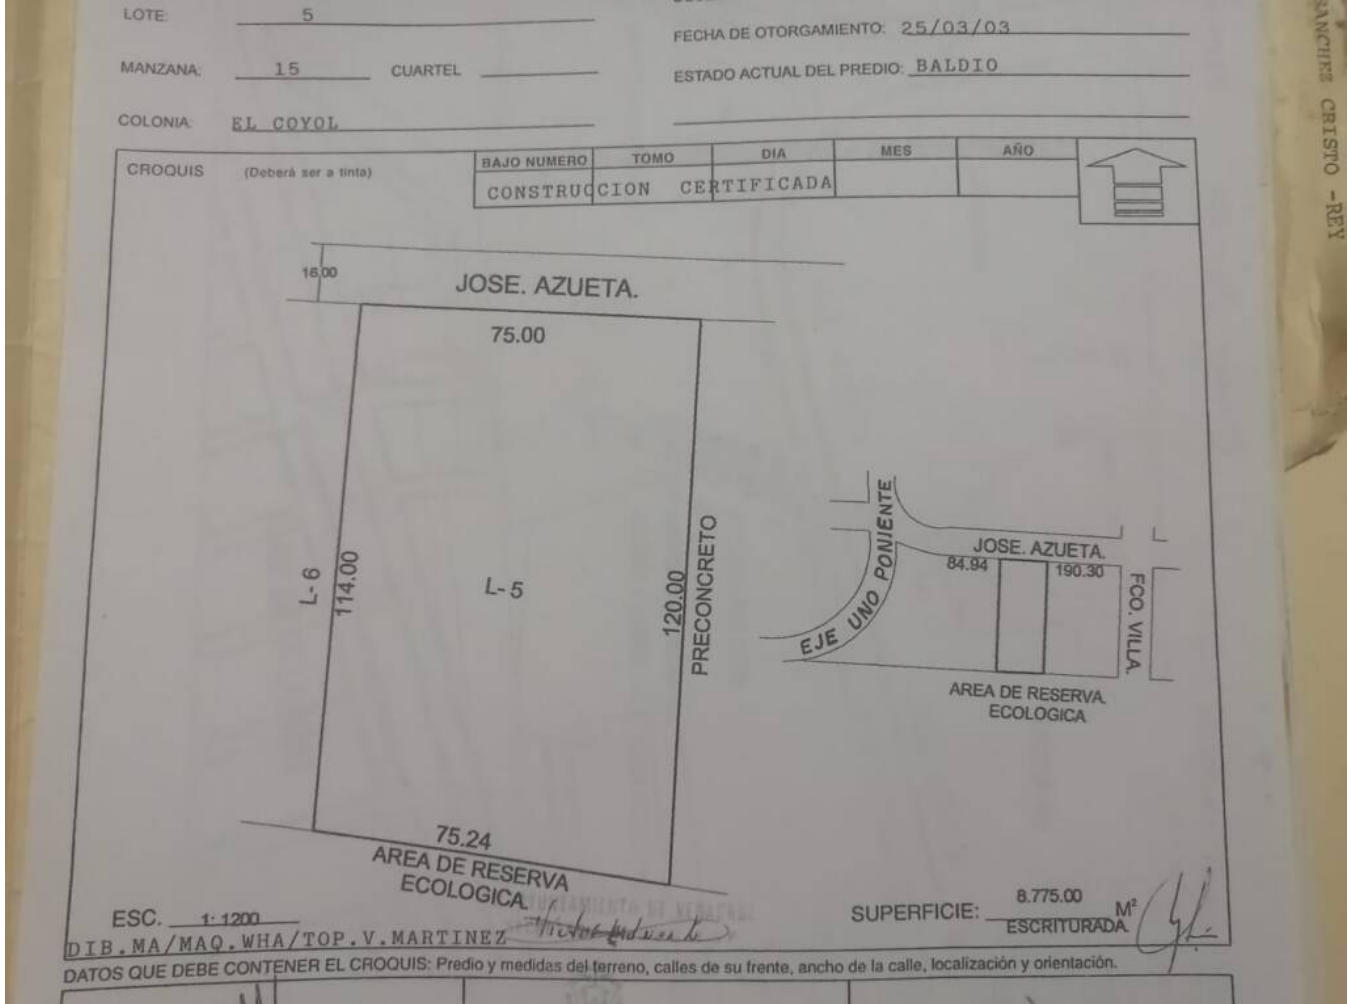 LOTE: 5
FECHA DE OTORGAMIENTO: 25/03/03
MANZANA: 15 CUARTEL
ESTADO ACTUAL DEL PREDIO: BALDIO
COLONIA: EL COYOL
SANCHEZ CRISTO -REY
CROQUIS (Deberá ser a tinta)
BAJO NUMERO TOMO DIA MES AÑO
CONSTRUCCION CERTIFICADA
16.00
JOSE. AZUETA.
75.00
L-6
114.00
L-5
120.00
PRECONCRETO
75.24
AREA DE RESERVA
ECOLOGICA
EJE UNO PONIENTE
JOSE. AZUETA.
84.94
190.30
FCO. VILLA.
AREA DE RESERVA.
ECOLOGICA
ESC. 1:1200
SUPERFICIE: 8.775.00 M²
ESCRITURADA.
DIB.MA/MAQ.WHA/TOP.V.MARTINEZ
DATOS QUE DEBE CONTENER EL CROQUIS: Predio y medidas del terreno, calles de su frente, ancho de la calle, localización y orientación.